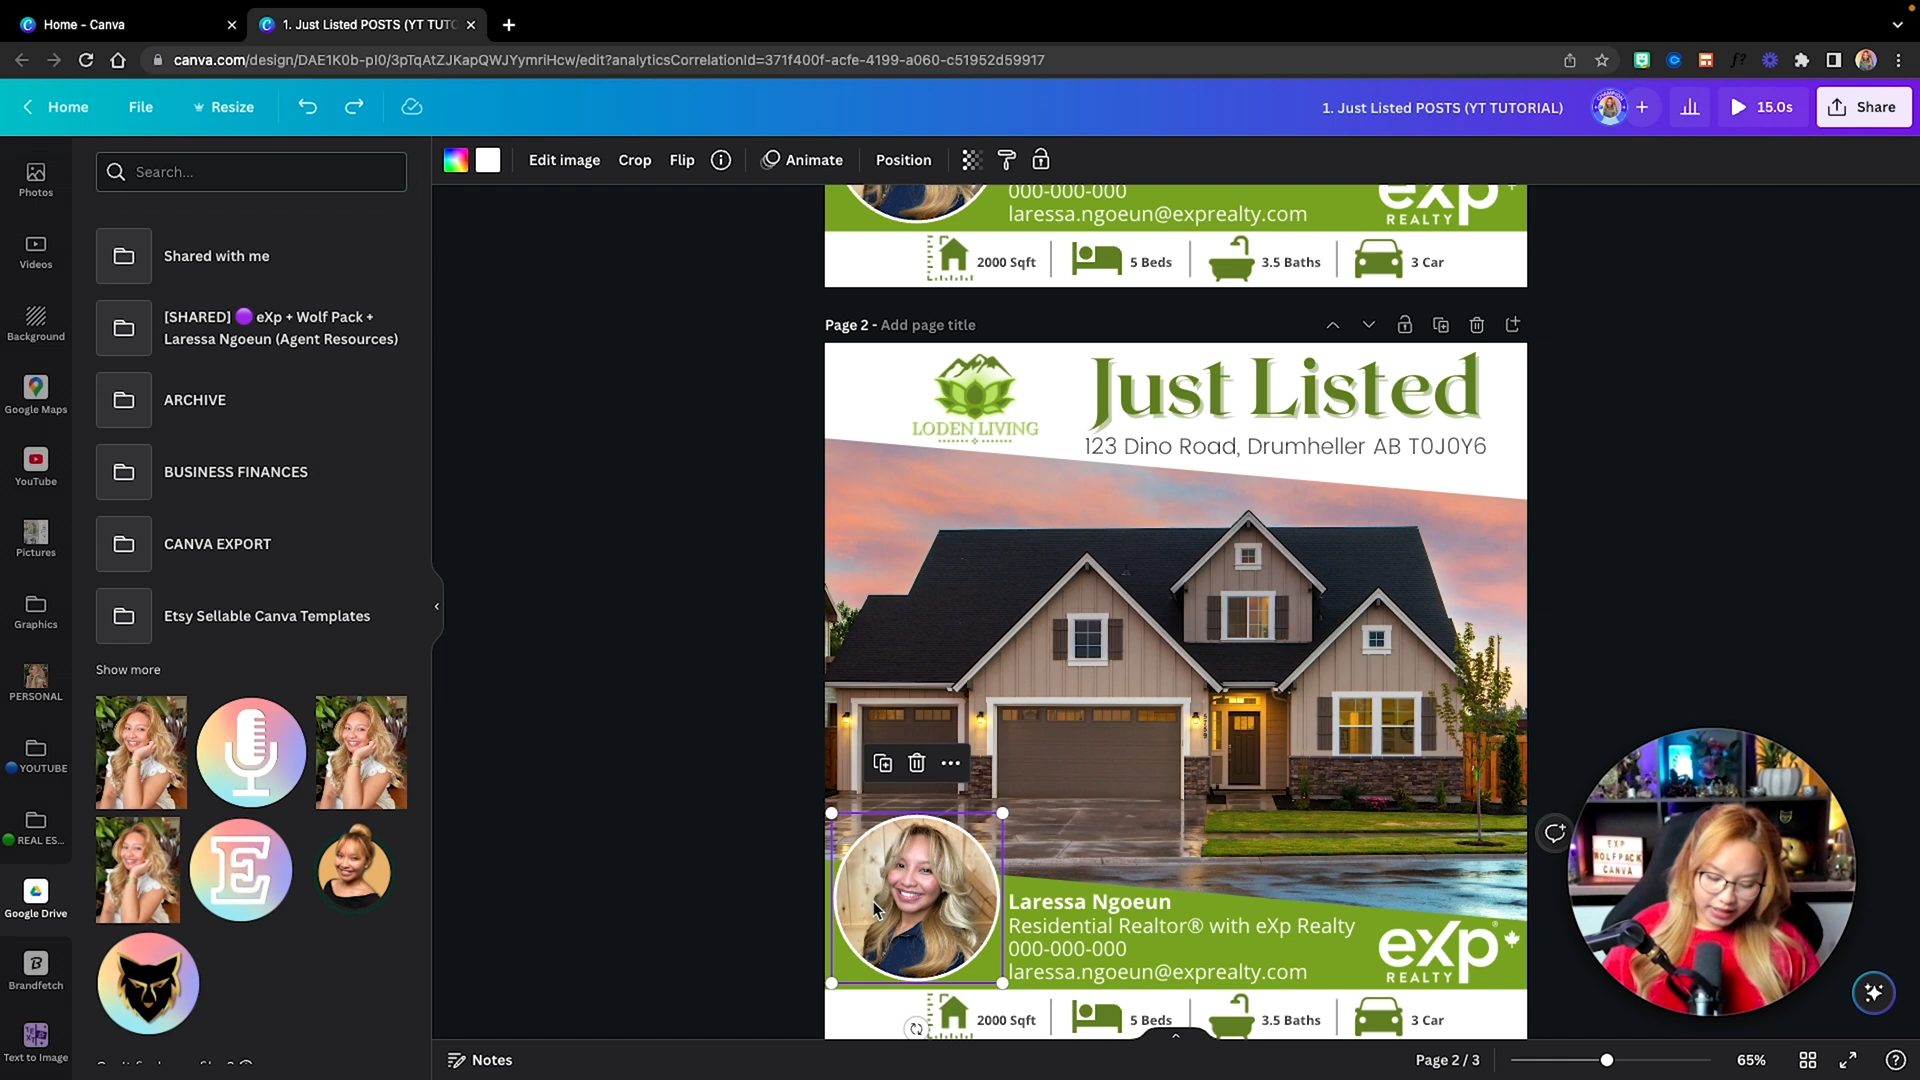 Home - Canva
1. Just Listed POSTS (YT TUTO
canva.com/design/DAE1K0b-pI0/3pTqAtZJKapQWJYymriHcw/edit?analyticsCorrelationId=371f400f-acfe-4199-a060-c51952d59917
Home
File
Resize
1. Just Listed POSTS (YT TUTORIAL)
15.0s
Share
Photos
Videos
Background
Google Maps
YouTube
Pictures
Graphics
PERSONAL
YOUTUBE
REAL ES...
Google Drive
Brandfetch
Text to Image
Search...
Shared with me
[SHARED] 🟣 eXp + Wolf Pack +
Laressa Ngoeun (Agent Resources)
ARCHIVE
BUSINESS FINANCES
CANVA EXPORT
Etsy Sellable Canva Templates
Show more
E
Edit image
Crop
Flip
Animate
Position
000-000-000
laressa.ngoeun@exprealty.com
exp
REALTY
2000 Sqft
5 Beds
3.5 Baths
3 Car
Page 2 - Add page title
LODEN LIVING
Just Listed
123 Dino Road, Drumheller AB T0J0Y6
Laressa Ngoeun
Residential Realtor® with eXp Realty
000-000-000
laressa.ngoeun@exprealty.com
eXp
REALTY
2000 Sqft
5 Beds
3.5 Baths
3 Car
EXP
WOLFPACK
CANVA
Notes
Page 2 / 3
65%